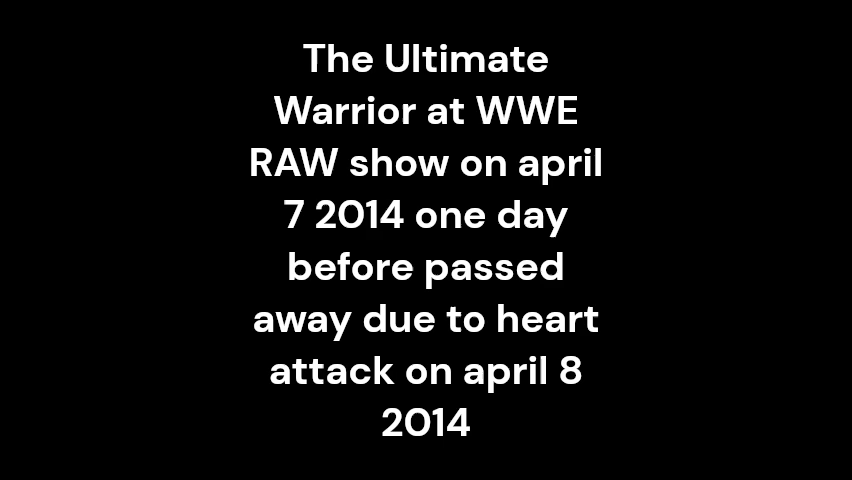 The Ultimate
Warrior at WWE
RAW show on april
7 2014 one day
before passed
away due to heart
attack on april 8
2014